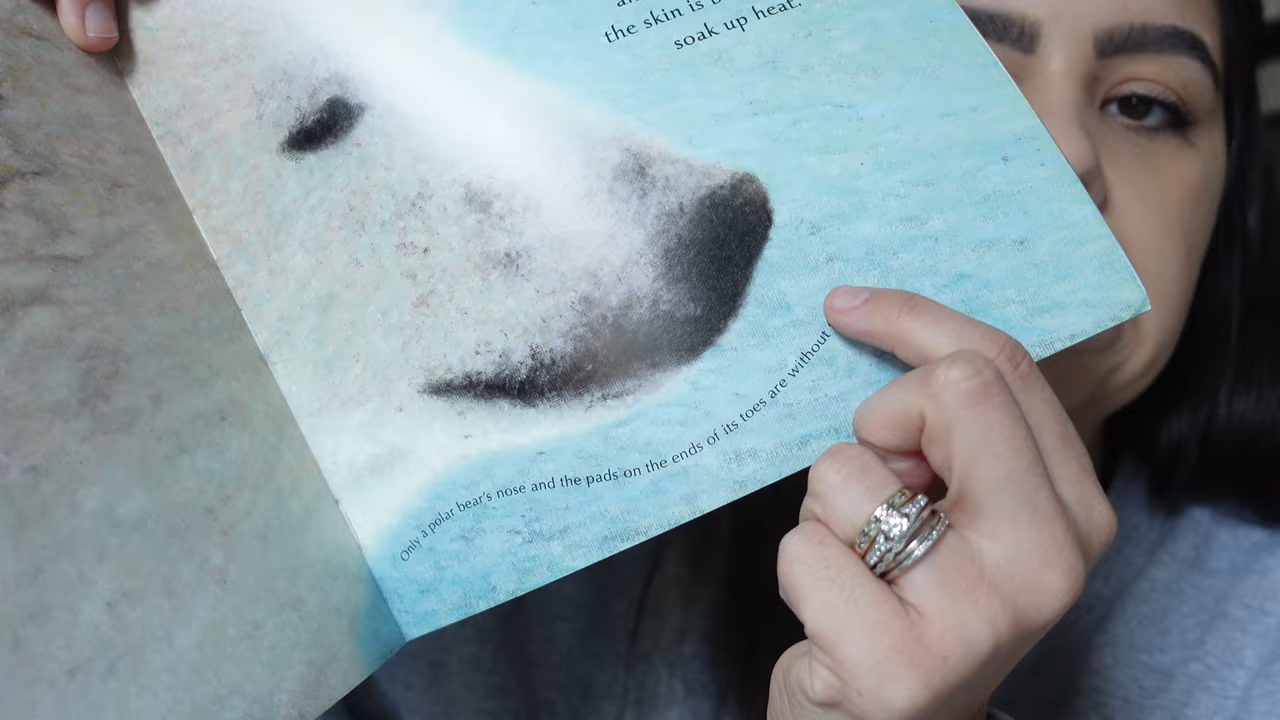 the skin is
soak up heat.
Only a polar bear's nose and the pads on the ends of its toes are without